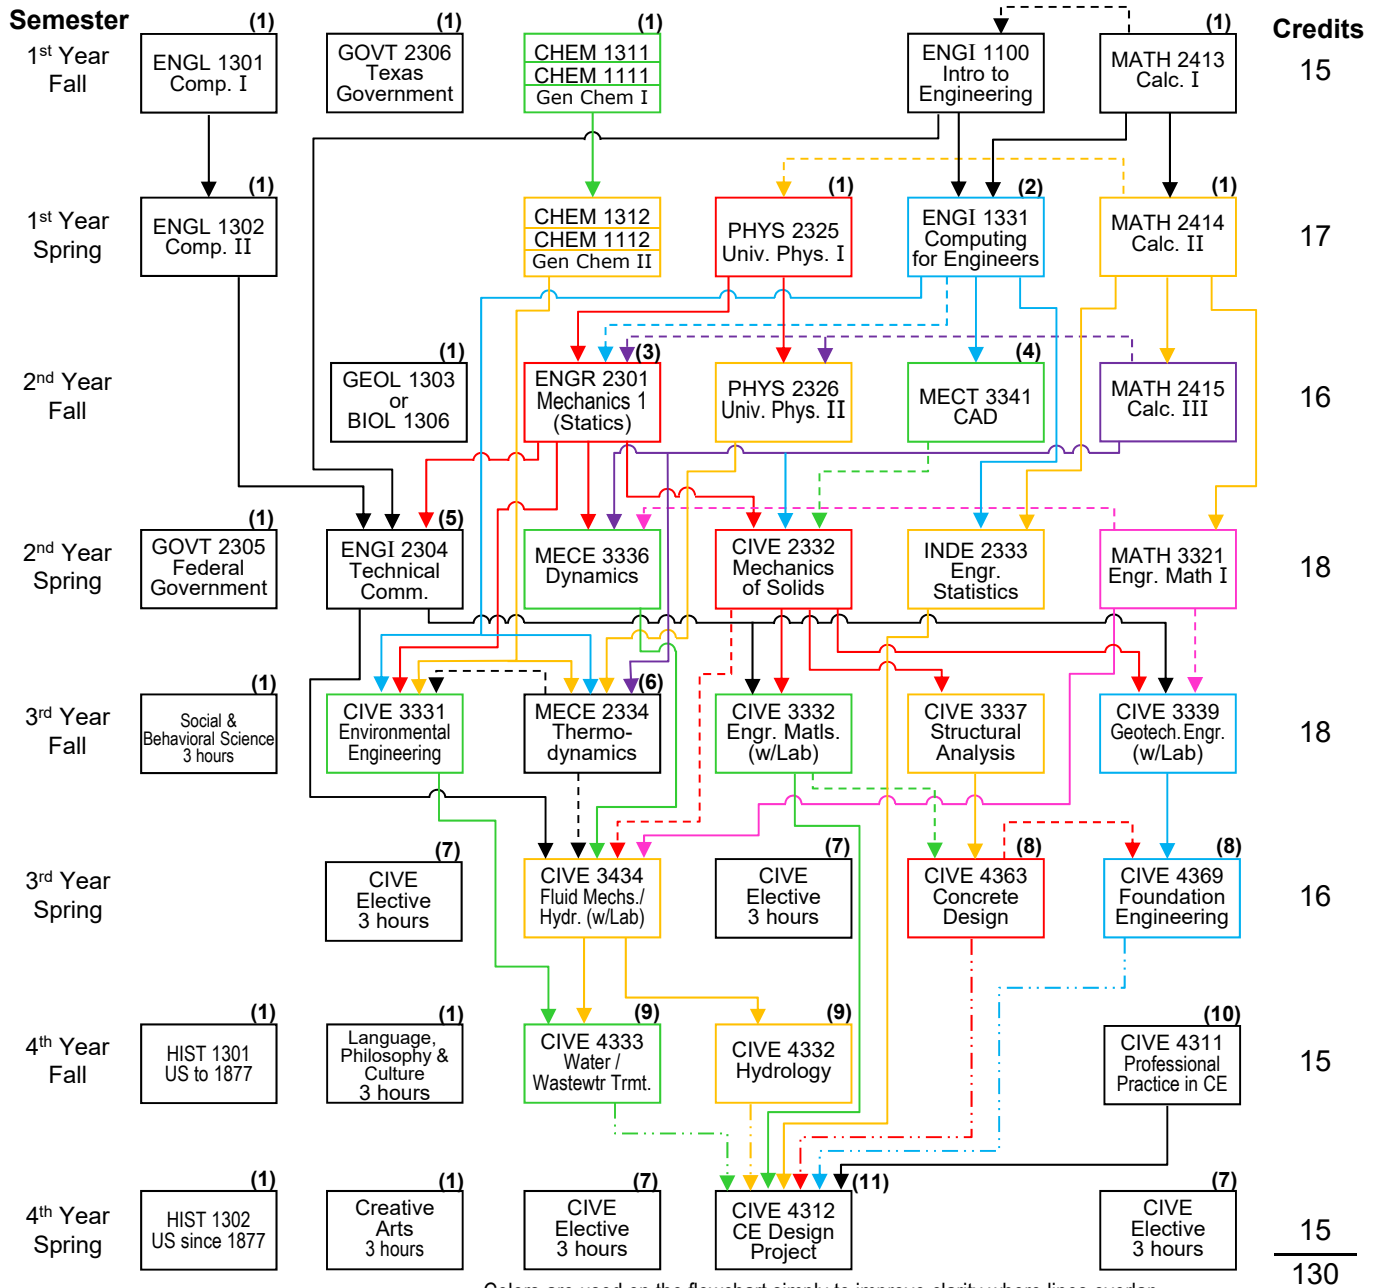 Semester
Credits
1st Year
Fall
(1)
ENGL 1301
Comp. I
(1)
GOVT 2306
Texas
Government
(1)
CHEM 1311
CHEM 1111
Gen Chem I
ENGI 1100
Intro to
Engineering
(1)
MATH 2413
Calc. I
15
1st Year
Spring
(1)
ENGL 1302
Comp. II
CHEM 1312
CHEM 1112
Gen Chem II
(1)
PHYS 2325
Univ. Phys. I
(2)
ENGI 1331
Computing
for Engineers
(1)
MATH 2414
Calc. II
17
2nd Year
Fall
(1)
GEOL 1303
or
BIOL 1306
(3)
ENGR 2301
Mechanics 1
(Statics)
PHYS 2326
Univ. Phys. II
(4)
MECT 3341
CAD
MATH 2415
Calc. III
16
2nd Year
Spring
(1)
GOVT 2305
Federal
Government
(5)
ENGI 2304
Technical
Comm.
MECE 3336
Dynamics
CIVE 2332
Mechanics
of Solids
INDE 2333
Engr.
Statistics
MATH 3321
Engr. Math I
18
3rd Year
Fall
(1)
Social &
Behavioral Science
3 hours
CIVE 3331
Environmental
Engineering
(6)
MECE 2334
Thermo-
dynamics
CIVE 3332
Engr. Matls.
(w/Lab)
CIVE 3337
Structural
Analysis
CIVE 3339
Geotech. Engr.
(w/Lab)
18
3rd Year
Spring
(7)
CIVE
Elective
3 hours
CIVE 3434
Fluid Mechs./
Hydr. (w/Lab)
(7)
CIVE
Elective
3 hours
(8)
CIVE 4363
Concrete
Design
(8)
CIVE 4369
Foundation
Engineering
16
4th Year
Fall
(1)
HIST 1301
US to 1877
(1)
Language,
Philosophy &
Culture
3 hours
(9)
CIVE 4333
Water /
Wastewtr Trmt.
(9)
CIVE 4332
Hydrology
(10)
CIVE 4311
Professional
Practice in CE
15
4th Year
Spring
(1)
HIST 1302
US since 1877
(1)
Creative
Arts
3 hours
(7)
CIVE
Elective
3 hours
(11)
CIVE 4312
CE Design
Project
(7)
CIVE
Elective
3 hours
15
130
Colors are used on the flowchart simply to improve clarity where lines overlap